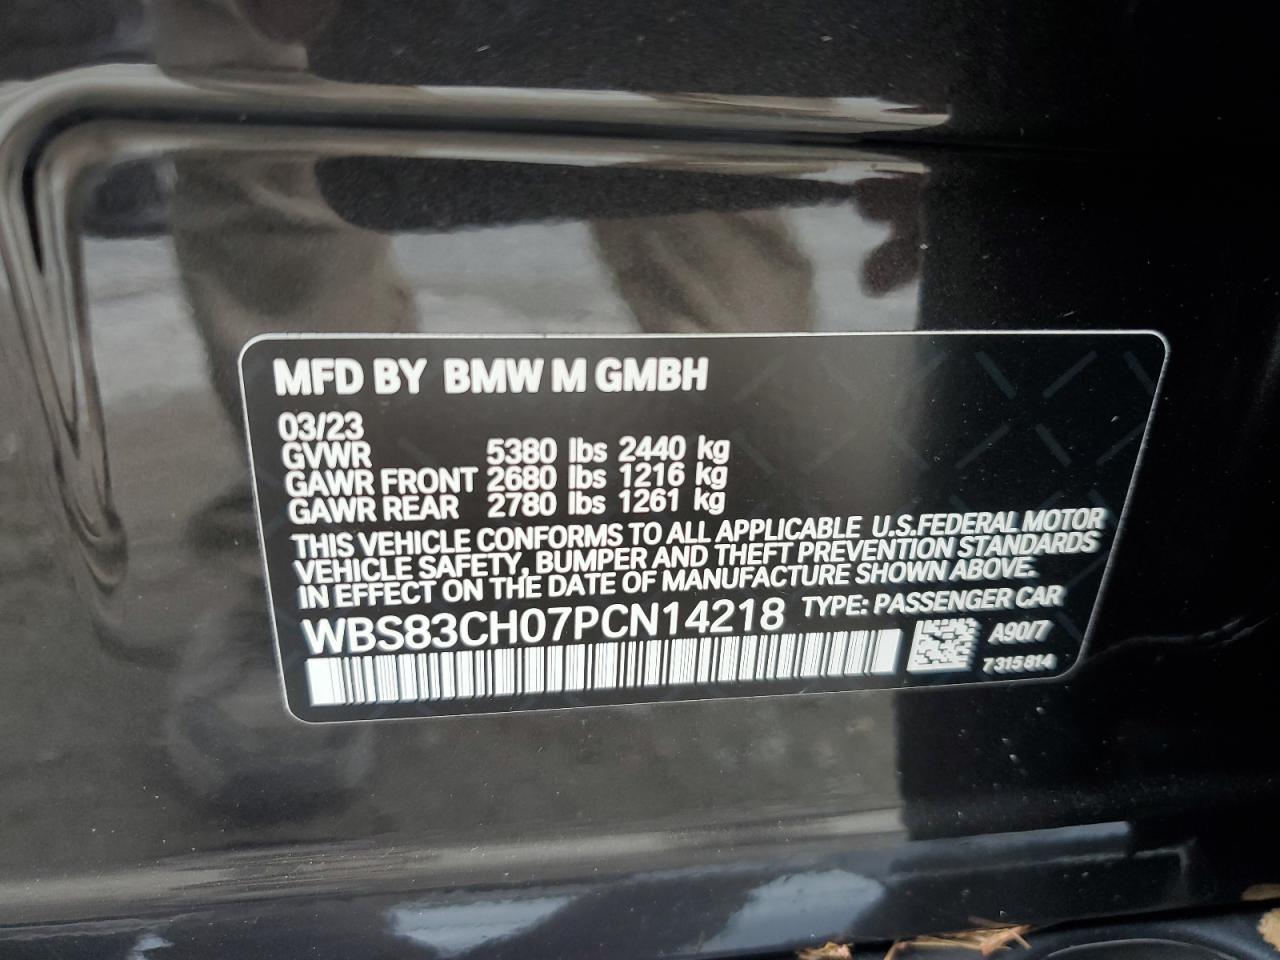 MFD BY BMW M GMBH
03/23
GVWR 5380 lbs 2440 kg
GAWR FRONT 2680 lbs 1216 kg
GAWR REAR 2780 lbs 1261 kg
THIS VEHICLE CONFORMS TO ALL APPLICABLE U.S.FEDERAL MOTOR
VEHICLE SAFETY, BUMPER AND THEFT PREVENTION STANDARDS
IN EFFECT ON THE DATE OF MANUFACTURE SHOWN ABOVE.
WBS83CH07PCN14218 TYPE: PASSENGER CAR
A90/7
7315814